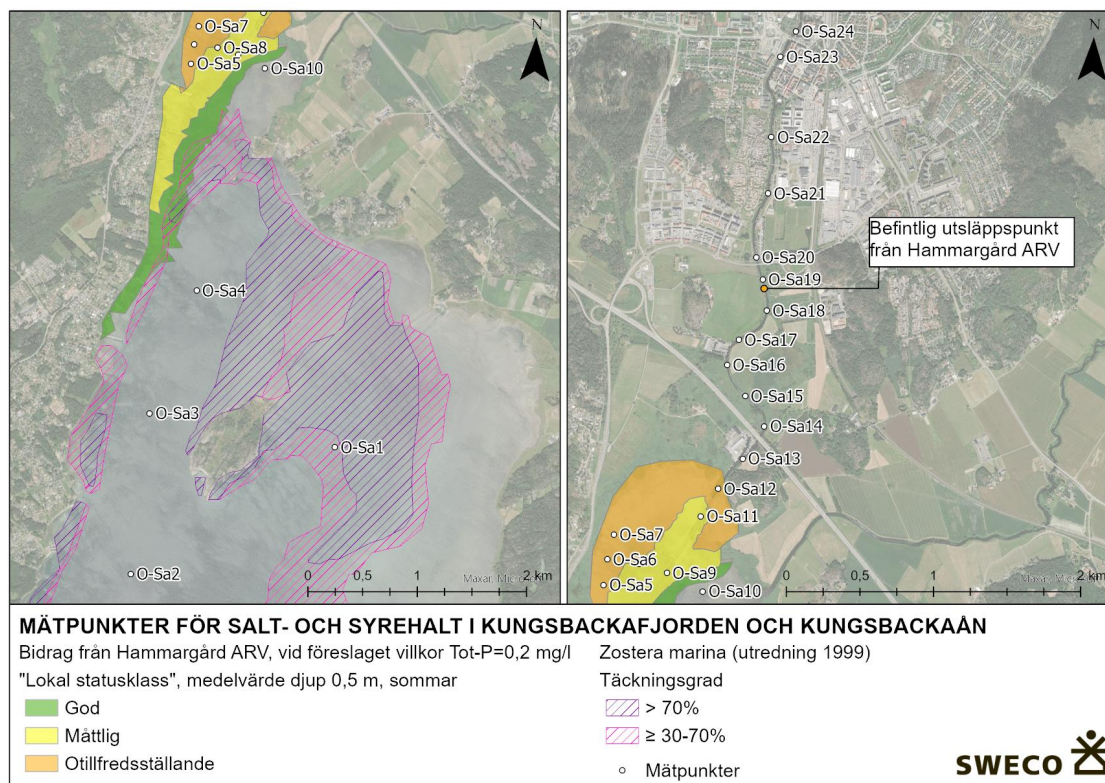 O-Sa7
O-Sa8
O-Sa5
O-Sa10
N
O-Sa4
O-Sa3
O-Sa1
O-Sa2
0 0,5 1 2 km
O-Sa24
O-Sa23
N
O-Sa22
O-Sa21
Befintlig utsläppspunkt
från Hammargård ARV
O-Sa20
O-Sa19
O-Sa18
O-Sa17
O-Sa16
O-Sa15
O-Sa14
O-Sa13
O-Sa12
O-Sa11
O-Sa7
O-Sa6
O-Sa9
O-Sa5
O-Sa10
0 0,5 1 2 km
Maxar,
Maxar,
MÄTPUNKTER FÖR SALT- OCH SYREHALT I KUNGSBACKAFJORDEN OCH KUNGSBACKAÅN
Bidrag från Hammargård ARV, vid föreslaget villkor Tot-P=0,2 mg/l
"Lokal statusklass", medelvärde djup 0,5 m, sommar
God
Måttlig
Otillfredsställande
Zostera marina (utredning 1999)
Täckningsgrad
> 70%
≥ 30-70%
Mätpunkter
SWECO